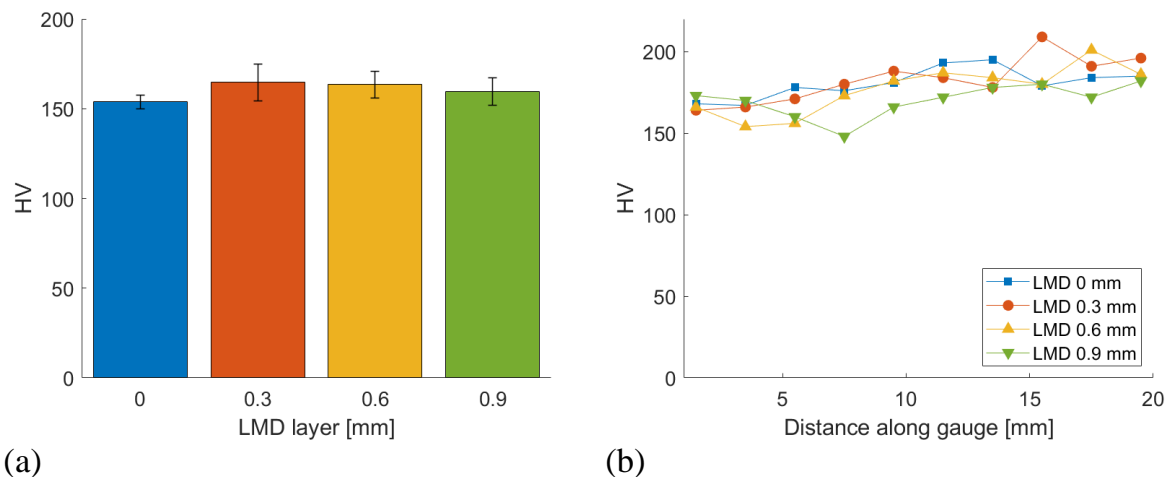 200
150
100
50
0
HV
0
0.3
0.6
0.9
LMD layer [mm]
(a)
200
150
100
50
0
HV
5
10
15
20
Distance along gauge [mm]
LMD 0 mm
LMD 0.3 mm
LMD 0.6 mm
LMD 0.9 mm
(b)